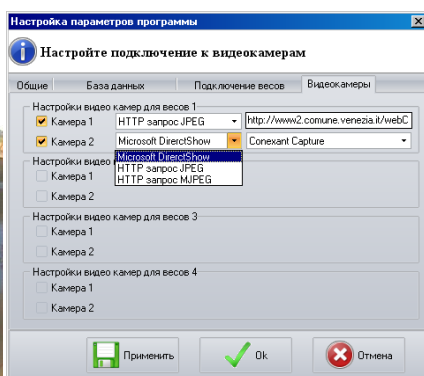 Настройка параметров программы
Настройте подключение к видеокамерам
Общие База данных Подключение весов Видеокамеры
Настройки видео камер для весов 1
Камера 1 HTTP запрос JPEG http://www2.comune.venezia.it/webC
Камера 2 Microsoft DirerctShow Conexant Capture
Microsoft DirerctShow
Настройки видео
HTTP запрос JPEG
Камера 1
HTTP запрос MJPEG
Камера 2
Настройки видео камер для весов 3
Камера 1
Камера 2
Настройки видео камер для весов 4
Камера 1
Камера 2
Применить Ok Отмена